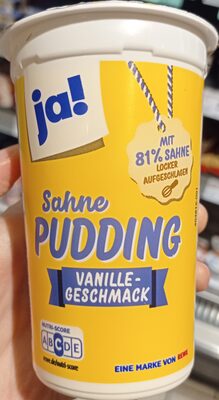 ja!
MIT
81% SAHNE
LOCKER
AUFGESCHLAGEN
Sahne
PUDDING
VANILLE-
GESCHMACK
NUTRI-SCORE
A B C D E
EINE MARKE VON REWE